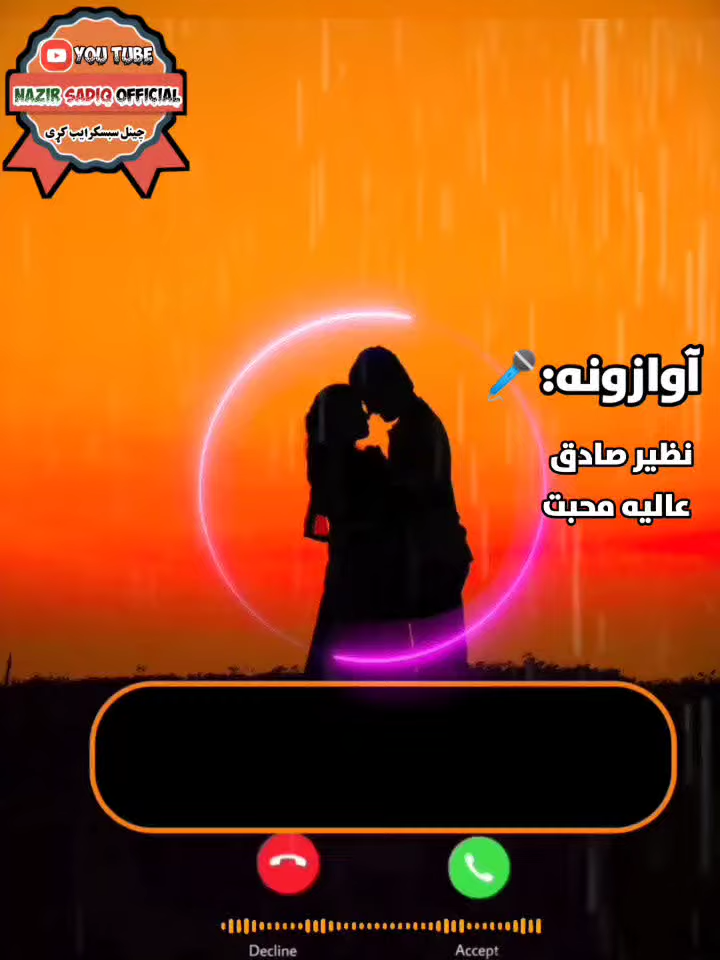 YOU TUBE
NAZIR SADIQ OFFICIAL
چینل سبسکرایب کړی
آوازونه:
نظیر صادق
عالیه محبت
Decline
Accept